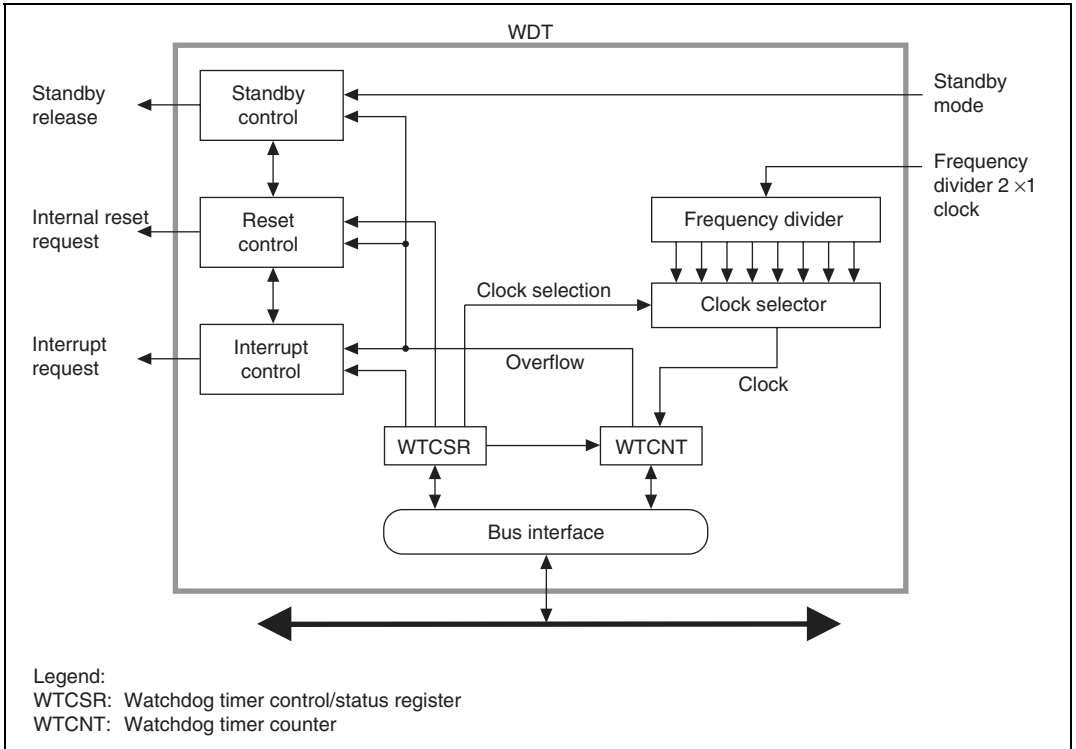 WDT
Standby
release
Standby
control
Standby
mode
Frequency
divider 2 ×1
clock
Internal reset
request
Reset
control
Frequency divider
Clock selection
Clock selector
Interrupt
request
Interrupt
control
Overflow
Clock
WTCSR
WTCNT
Bus interface
Legend:
WTCSR: Watchdog timer control/status register
WTCNT: Watchdog timer counter